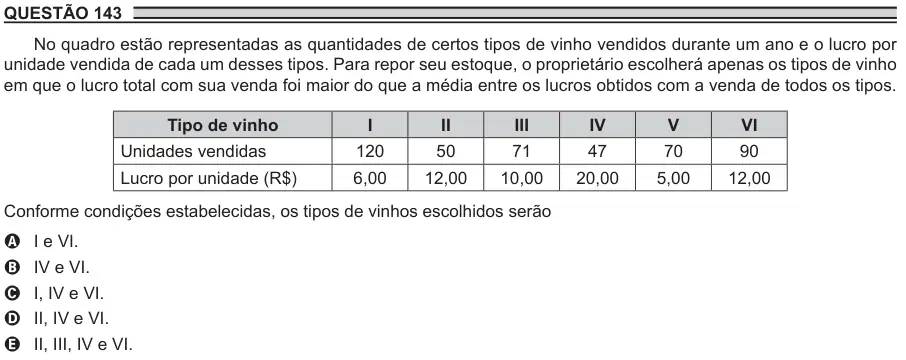 QUESTÃO 143
No quadro estão representadas as quantidades de certos tipos de vinho vendidos durante um ano e o lucro por
unidade vendida de cada um desses tipos. Para repor seu estoque, o proprietário escolherá apenas os tipos de vinho
em que o lucro total com sua venda foi maior do que a média entre os lucros obtidos com a venda de todos os tipos.
Tipo de vinho I II III IV V VI
Unidades vendidas 120 50 71 47 70 90
Lucro por unidade (R$) 6,00 12,00 10,00 20,00 5,00 12,00
Conforme condições estabelecidas, os tipos de vinhos escolhidos serão
A I e VI.
B IV e VI.
C I, IV e VI.
D II, IV e VI.
E II, III, IV e VI.